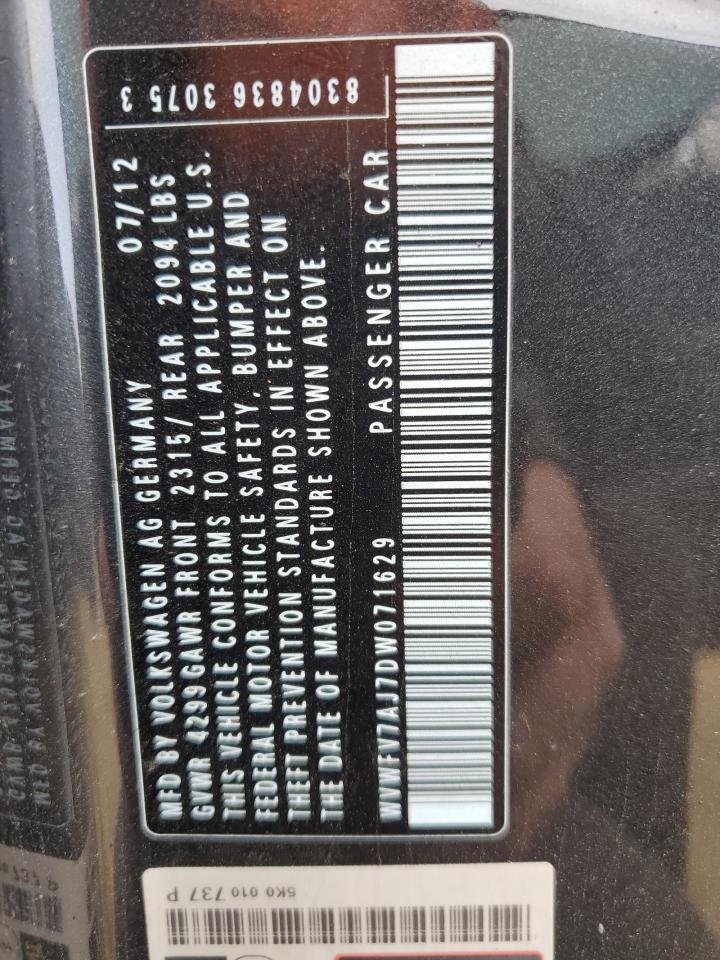 MFD BY VOLKSWAGEN AG GERMANY 07/12
GVWR 4299 GAWR FRONT 2315/ REAR 2094 LBS
THIS VEHICLE CONFORMS TO ALL APPLICABLE U.S.
FEDERAL MOTOR VEHICLE SAFETY, BUMPER AND
THEFT PREVENTION STANDARDS IN EFFECT ON
THE DATE OF MANUFACTURE SHOWN ABOVE.
WVWFV7AJ7DW071629 PASSENGER CAR
8304836 3075 3
5K0 010 737 P